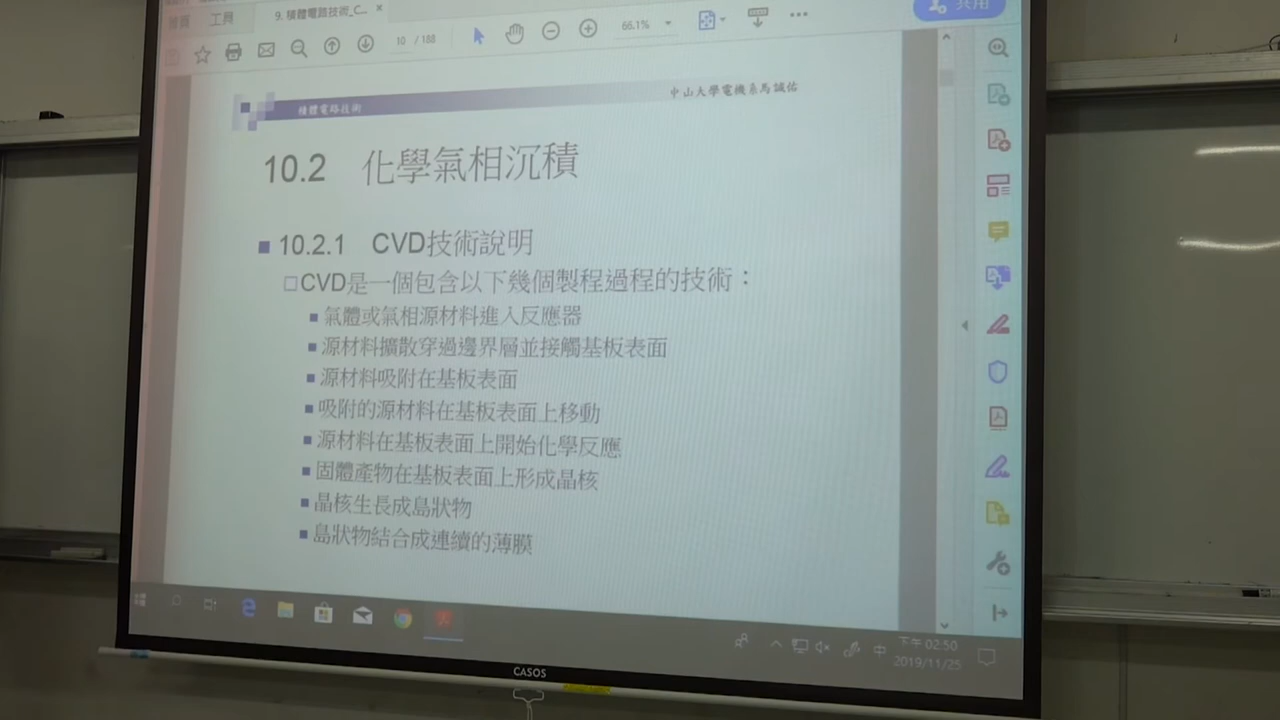 工具
9. 積體電路技術_C...
10 / 188
66.1%
共用
積體電路技術
中山大學電機系馬誠佑
10.2 化學氣相沉積
10.2.1 CVD技術說明
CVD是一個包含以下幾個製程過程的技術：
氣體或氣相源材料進入反應器
源材料擴散穿過邊界層並接觸基板表面
源材料吸附在基板表面
吸附的源材料在基板表面上移動
源材料在基板表面上開始化學反應
固體產物在基板表面上形成晶核
晶核生長成島狀物
島狀物結合成連續的薄膜
中
下午 02:50
2019/11/25
CASOS